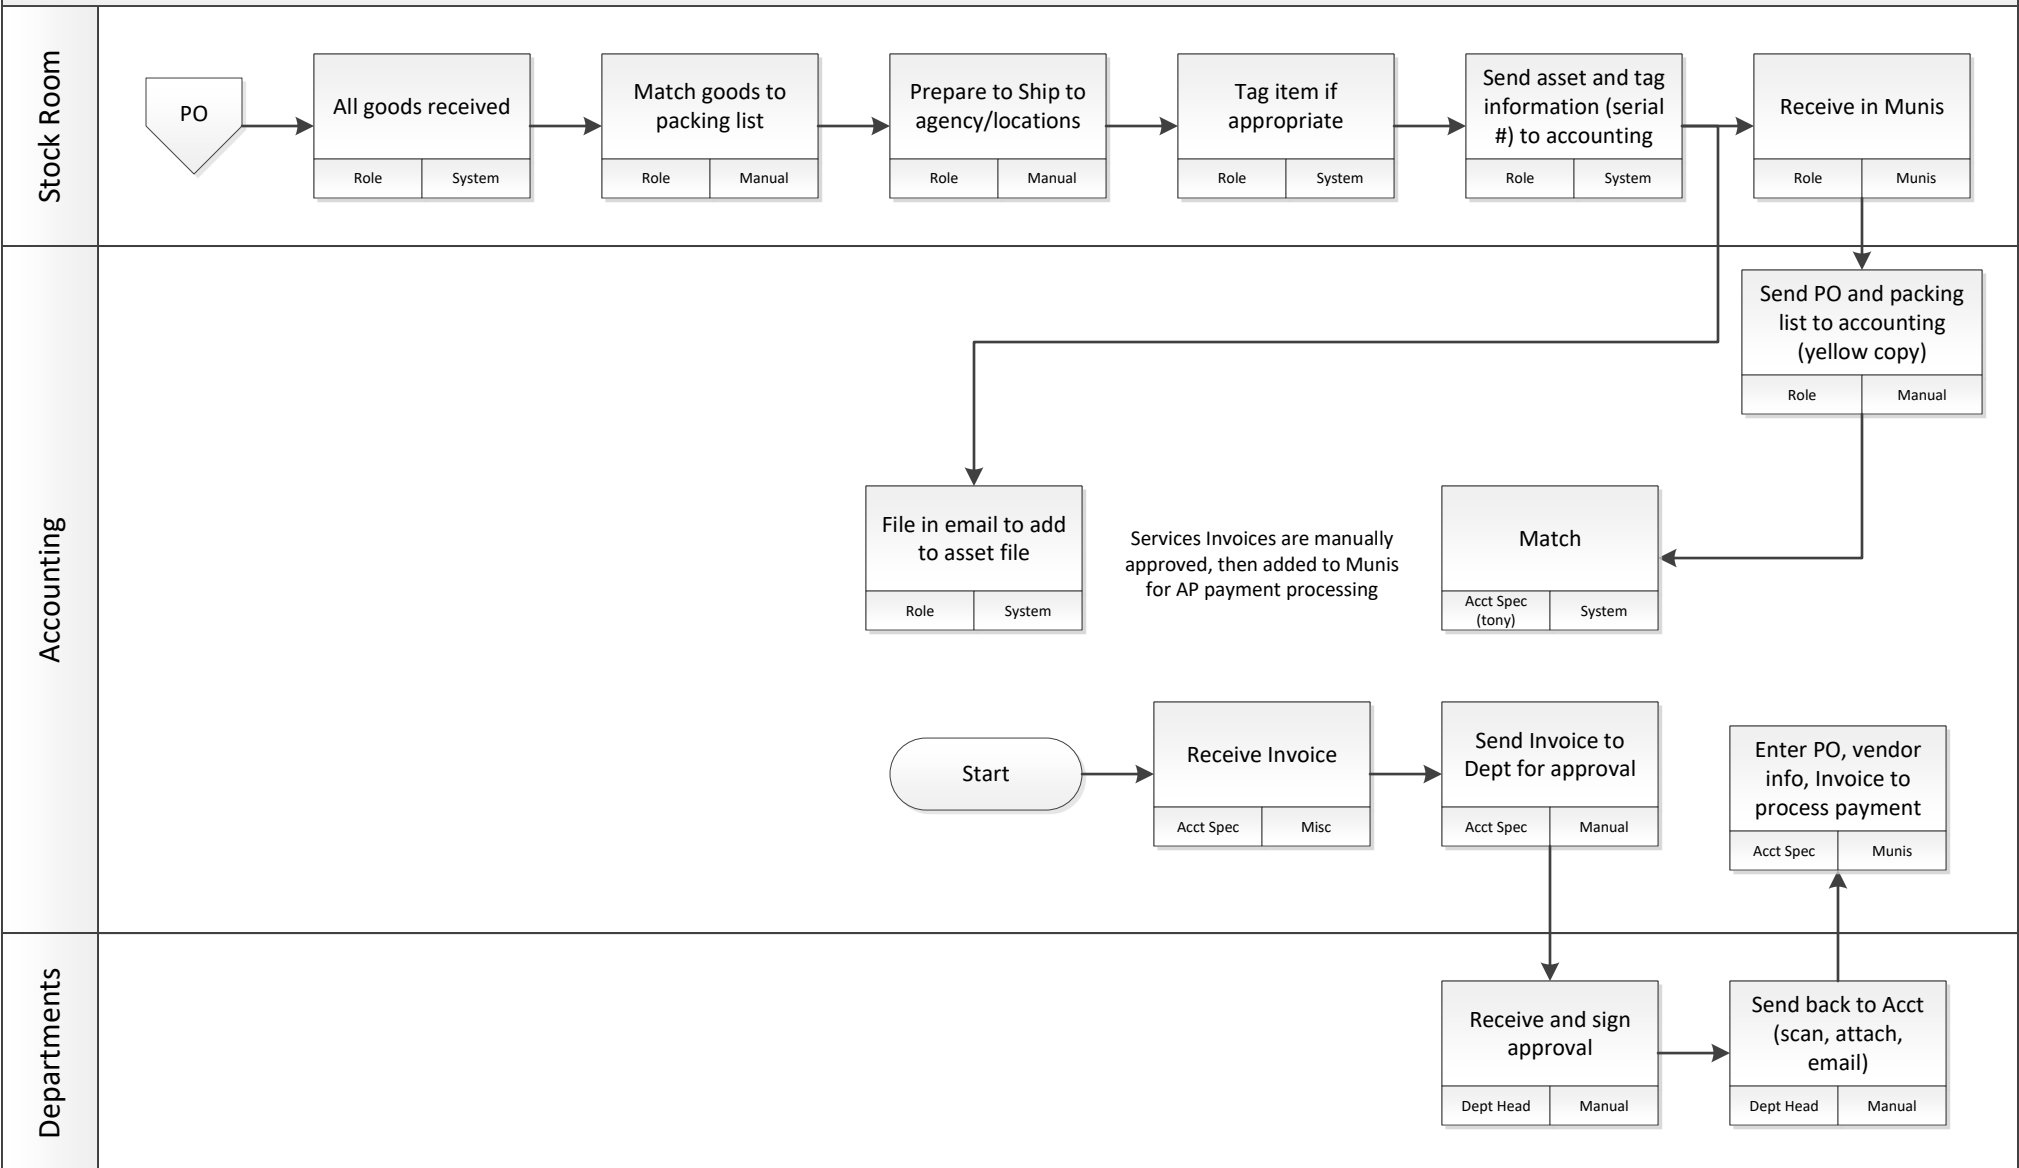 Stock Room
PO
All goods received
Role
System
Match goods to
packing list
Role
Manual
Prepare to Ship to
agency/locations
Role
Manual
Tag item if
appropriate
Role
System
Send asset and tag
information (serial
#) to accounting
Role
System
Receive in Munis
Role
Munis
Accounting
Send PO and packing
list to accounting
(yellow copy)
Role
Manual
File in email to add
to asset file
Role
System
Services Invoices are manually
approved, then added to Munis
for AP payment processing
Match
Acct Spec
(tony)
System
Start
Receive Invoice
Acct Spec
Misc
Send Invoice to
Dept for approval
Acct Spec
Manual
Enter PO, vendor
info, Invoice to
process payment
Acct Spec
Munis
Departments
Receive and sign
approval
Dept Head
Manual
Send back to Acct
(scan, attach,
email)
Dept Head
Manual